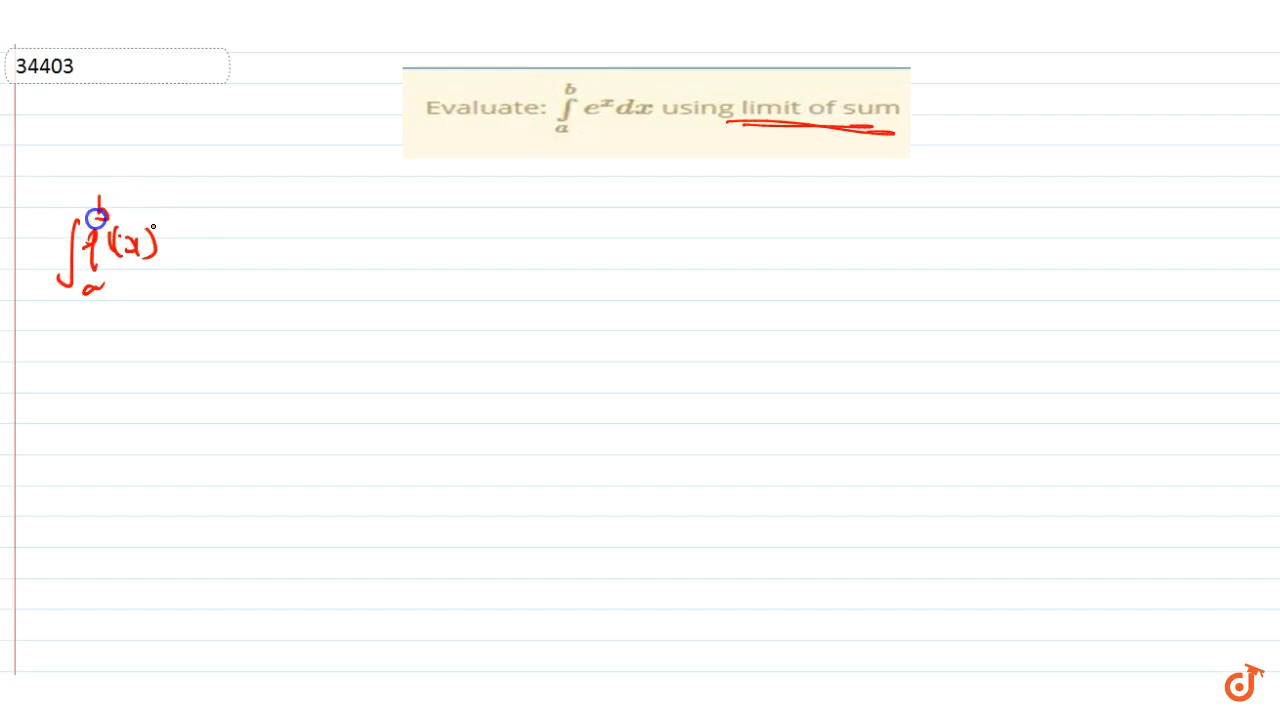 34403
Evaluate: ∫_a^b e^x dx using limit of sum
∫_a^b f(x)